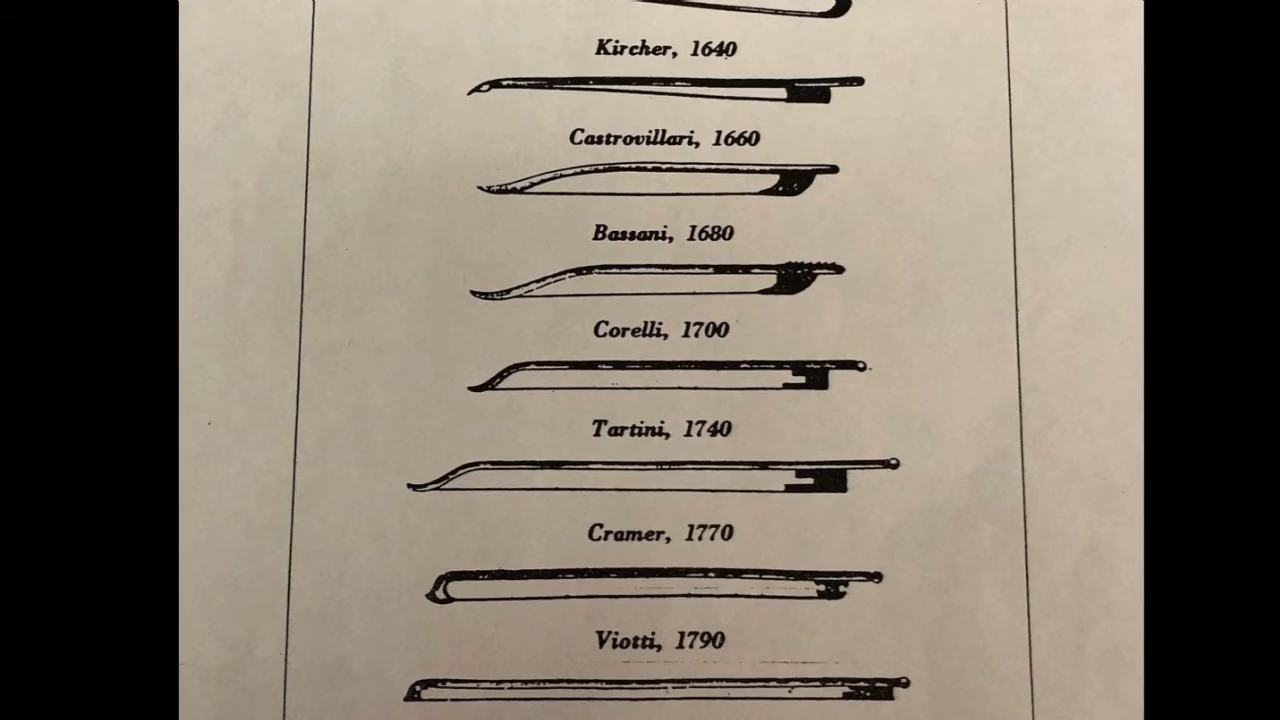 Kircher, 1640
Castrovillari, 1660
Bassani, 1680
Corelli, 1700
Tartini, 1740
Cramer, 1770
Viotti, 1790